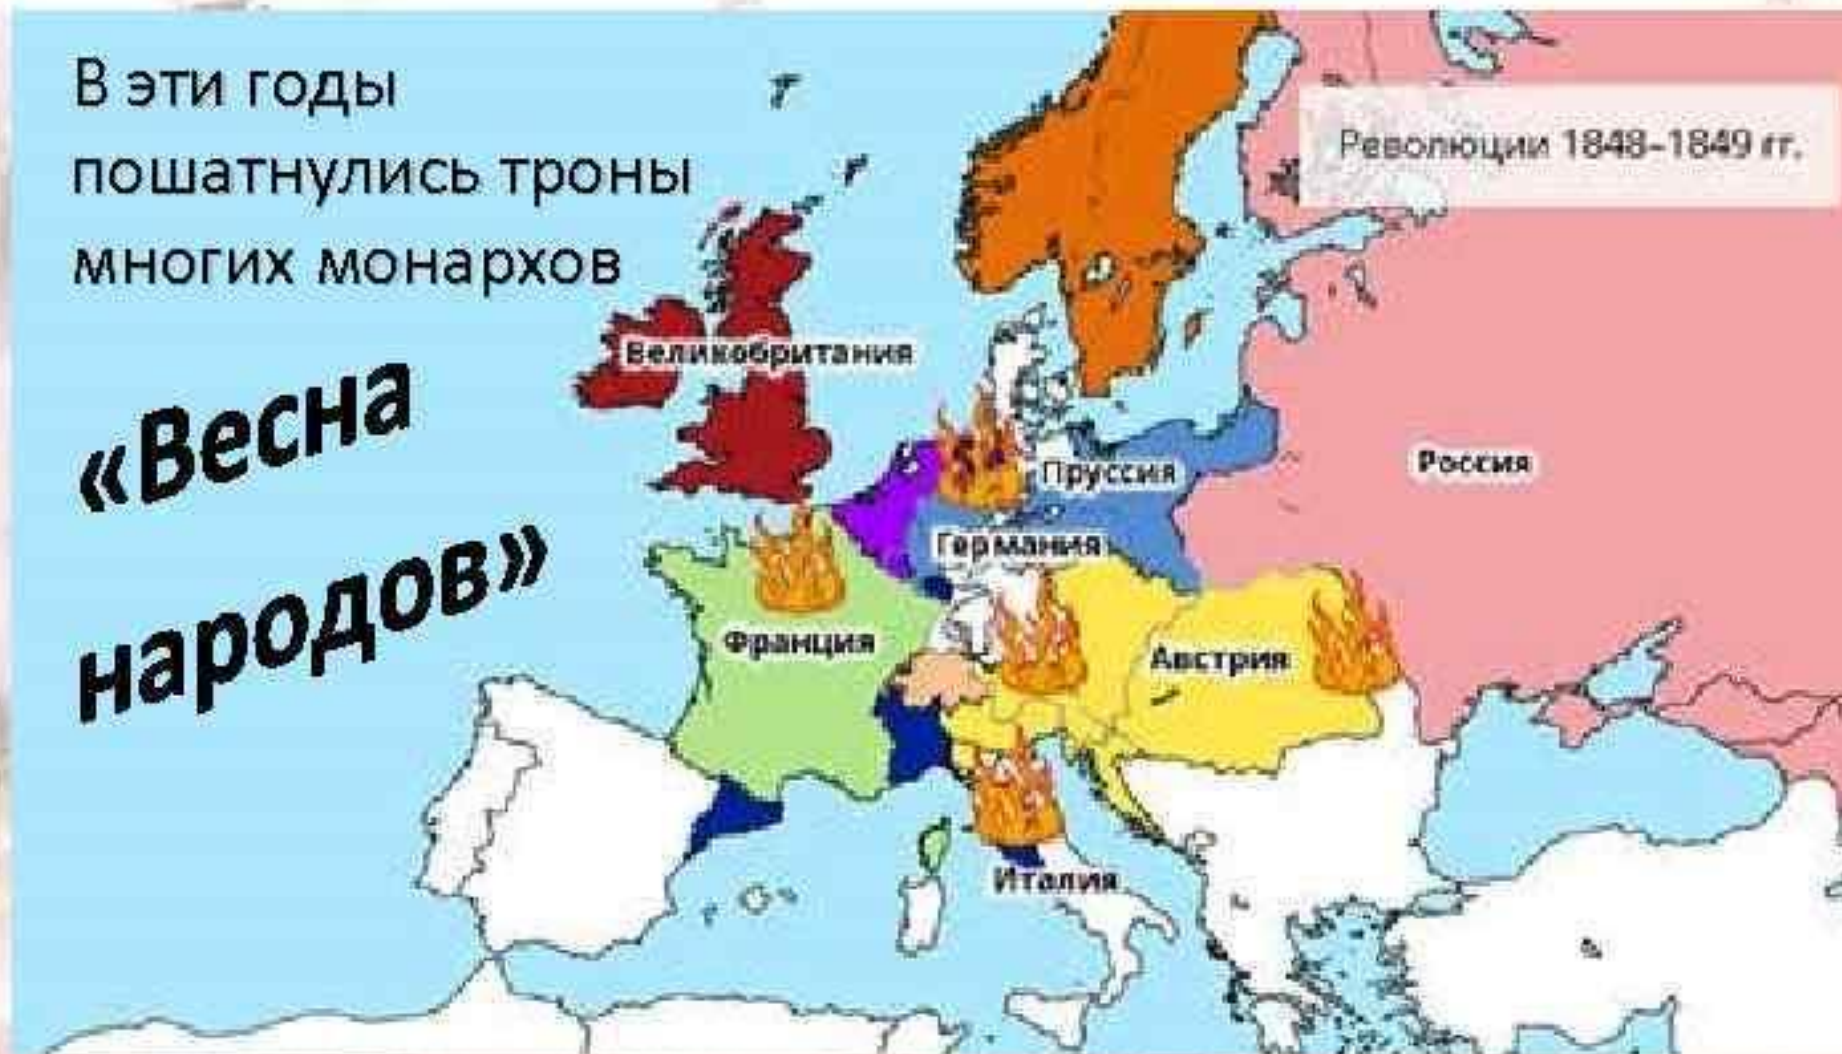 В эти годы
пошатнулись троны
многих монархов
«Весна
народов»
Революции 1848-1849 гг.
Великобритания
Россия
Пруссия
Германия
Франция
Австрия
Италия